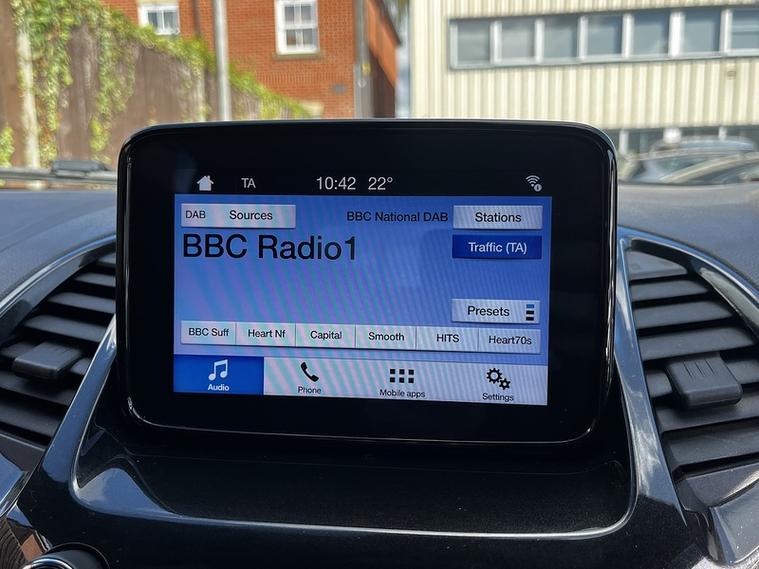 TA 10:42 22°
DAB Sources BBC National DAB Stations
BBC Radio1 Traffic (TA)
Presets
BBC Suff Heart Nf Capital Smooth HITS Heart70s
Audio Phone Mobile apps Settings